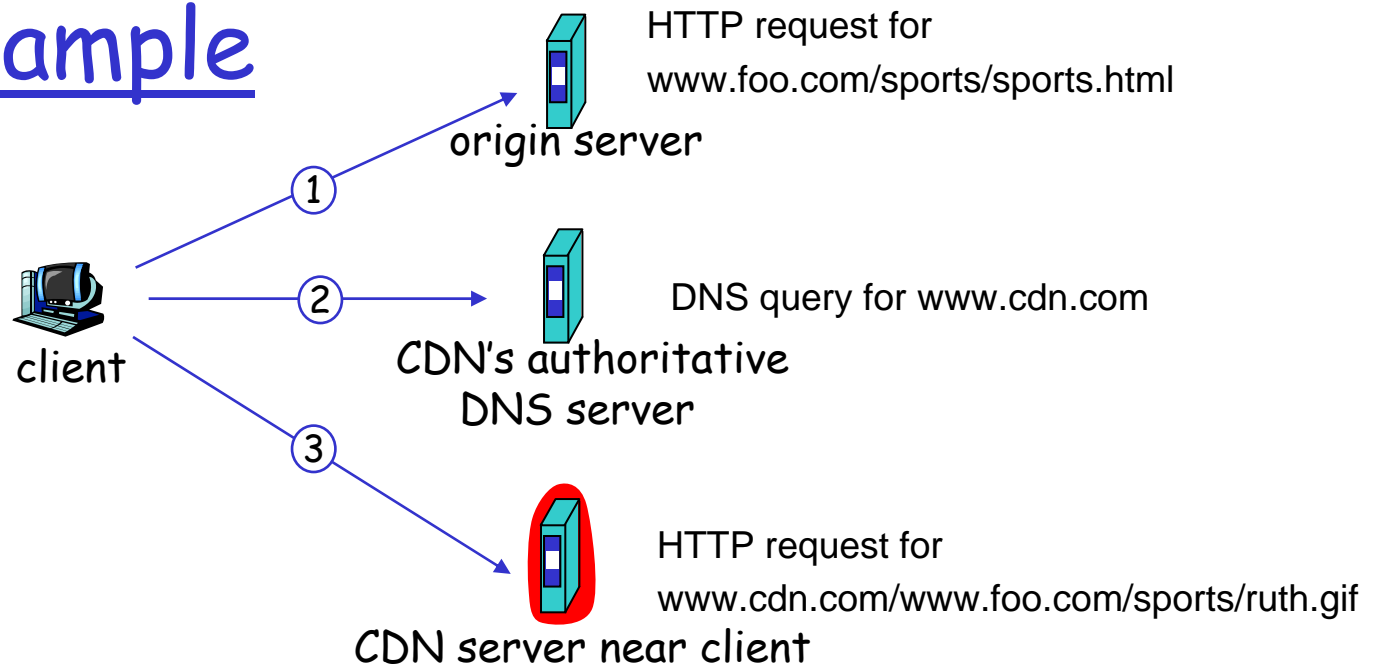 ample
HTTP request for
www.foo.com/sports/sports.html
origin server
1
client
2
DNS query for www.cdn.com
CDN's authoritative
DNS server
3
HTTP request for
www.cdn.com/www.foo.com/sports/ruth.gif
CDN server near client